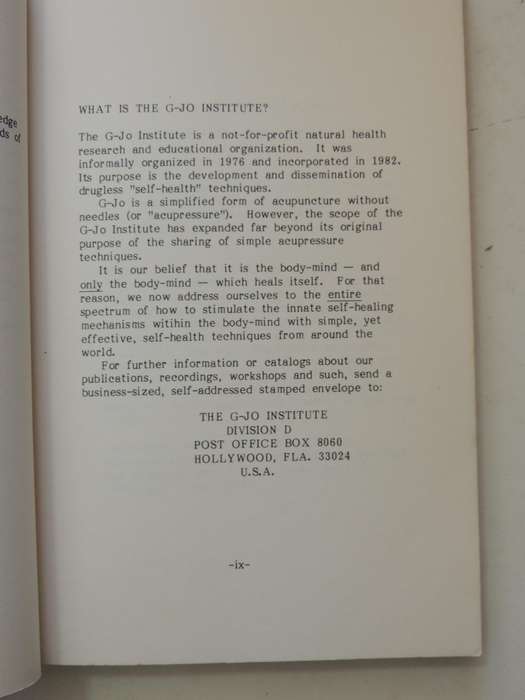 edge
ds of
WHAT IS THE G-JO INSTITUTE?
The G-Jo Institute is a not-for-profit natural health
research and educational organization. It was
informally organized in 1976 and incorporated in 1982.
Its purpose is the development and dissemination of
drugless "self-health" techniques.
G-Jo is a simplified form of acupuncture without
needles (or "acupressure"). However, the scope of the
G-Jo Institute has expanded far beyond its original
purpose of the sharing of simple acupressure
techniques.
It is our belief that it is the body-mind — and
only the body-mind — which heals itself. For that
reason, we now address ourselves to the entire
spectrum of how to stimulate the innate self-healing
mechanisms witihin the body-mind with simple, yet
effective, self-health techniques from around the
world.
For further information or catalogs about our
publications, recordings, workshops and such, send a
business-sized, self-addressed stamped envelope to:
THE G-JO INSTITUTE
DIVISION D
POST OFFICE BOX 8060
HOLLYWOOD, FLA. 33024
U.S.A.
-ix-